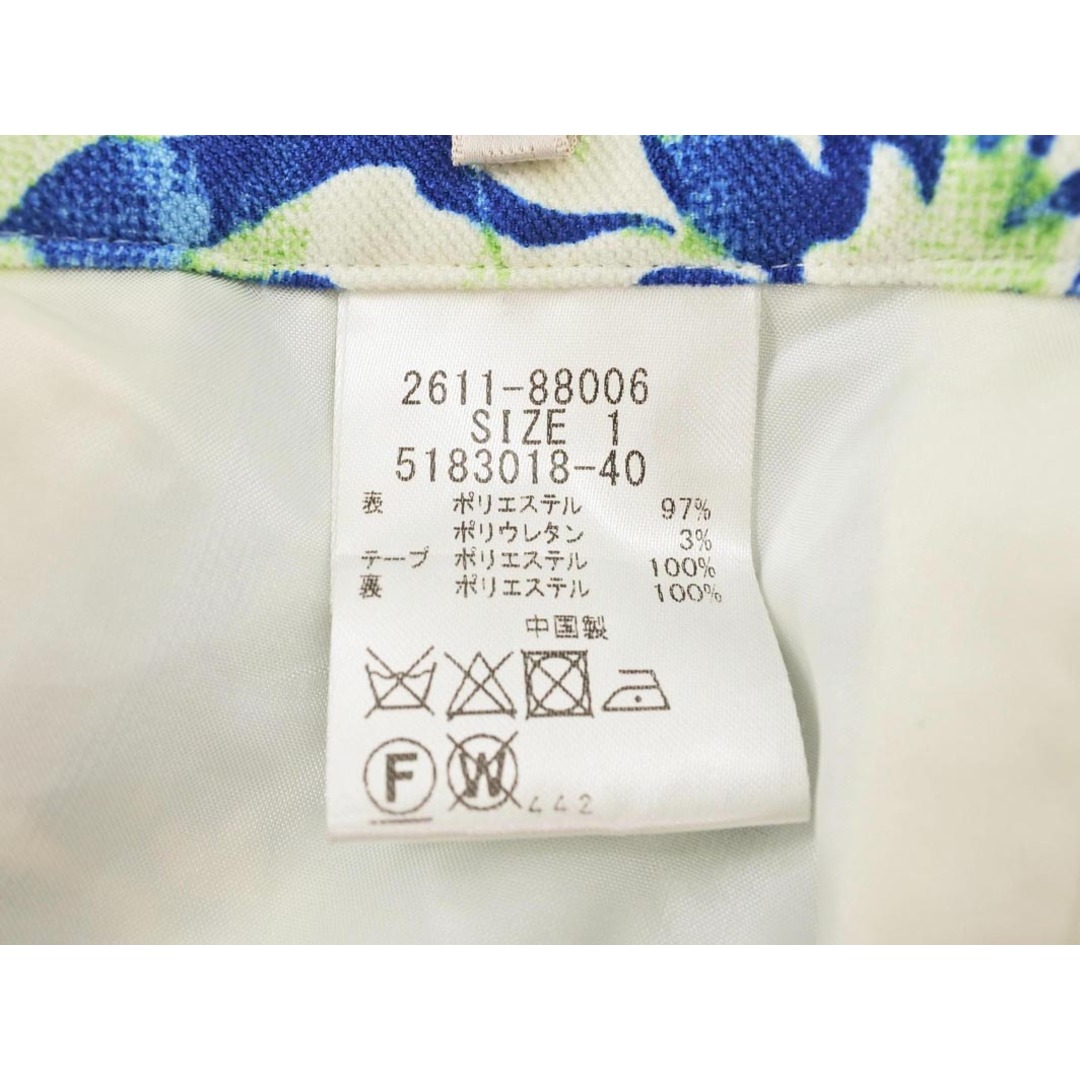 2611-88006
SIZE 1
5183018-40
表 ポリエステル 97%
ポリウレタン 3%
テープ ポリエステル 100%
裏 ポリエステル 100%
中国製
F W 442